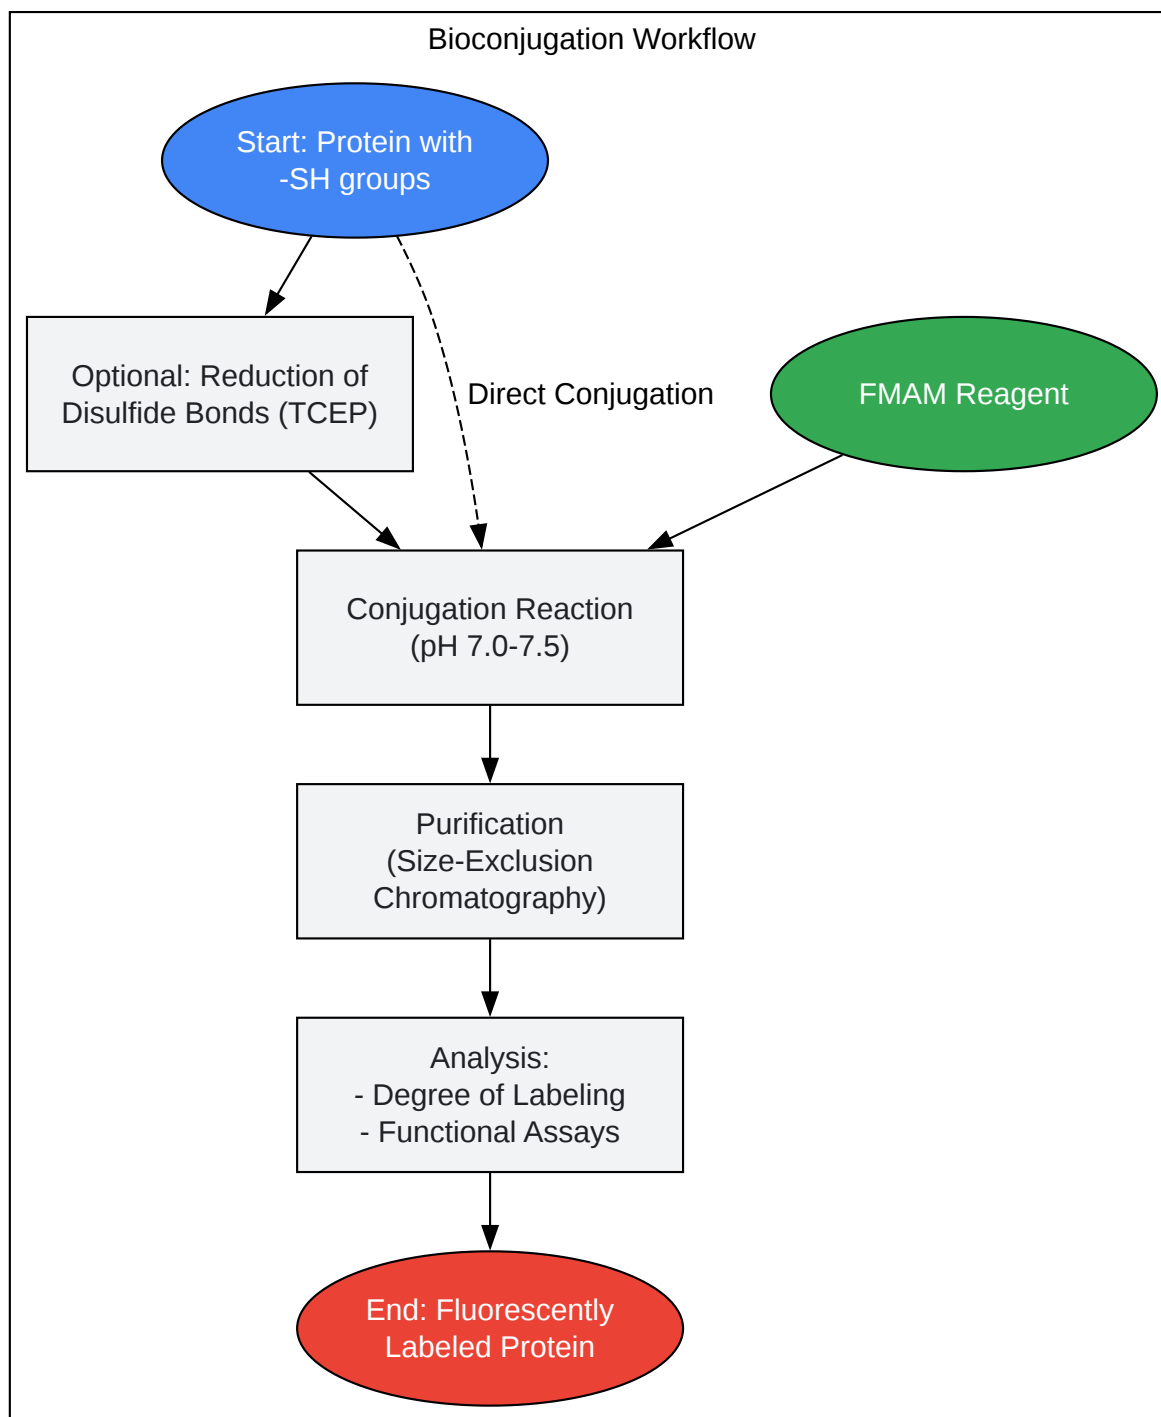 Bioconjugation Workflow
Start: Protein with
-SH groups
Optional: Reduction of
Disulfide Bonds (TCEP)
Direct Conjugation
FMAM Reagent
Conjugation Reaction
(pH 7.0-7.5)
Purification
(Size-Exclusion
Chromatography)
Analysis:
- Degree of Labeling
- Functional Assays
End: Fluorescently
Labeled Protein